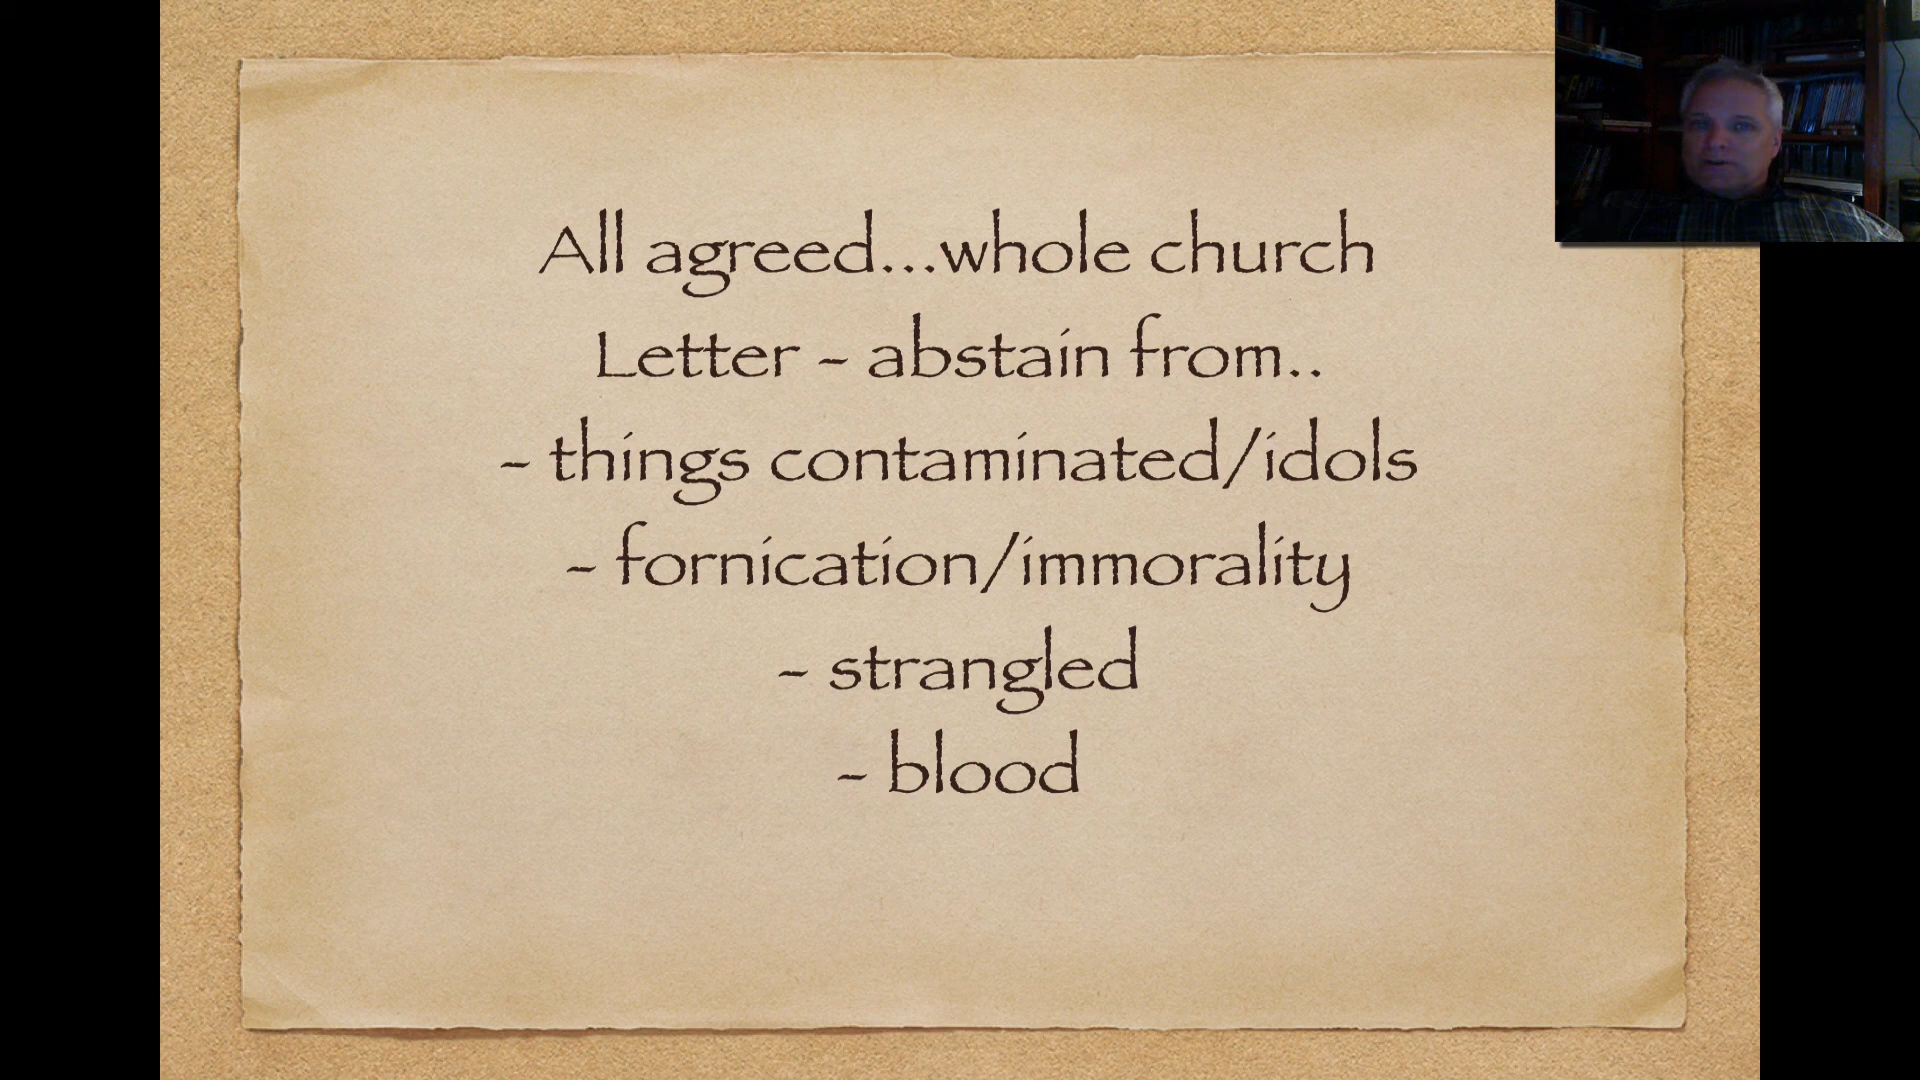 All agreed...whole church
Letter - abstain from..
- things contaminated/idols
- fornication/immorality
- strangled
- blood